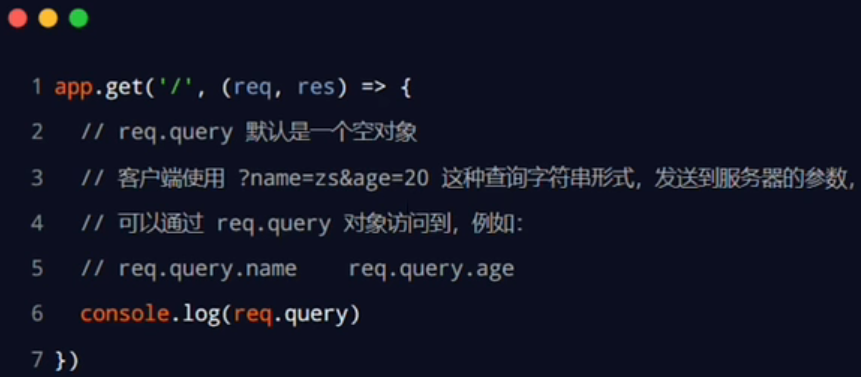 1 app.get('/', (req, res) => {
2   // req.query 默认是一个空对象
3   // 客户端使用 ?name=zs&age=20 这种查询字符串形式，发送到服务器的参数，
4   // 可以通过 req.query 对象访问到，例如：
5   // req.query.name    req.query.age
6   console.log(req.query)
7 })